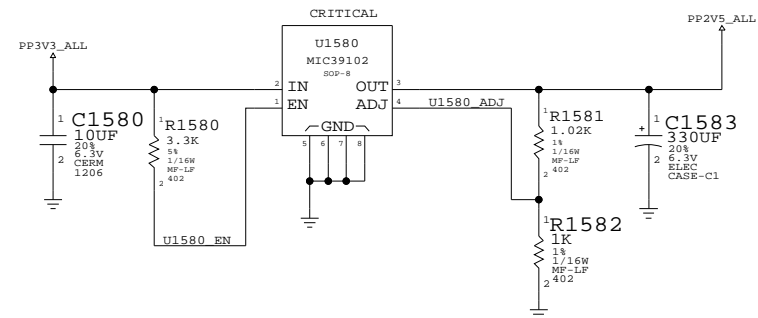 CRITICAL
PP3V3_ALL
PP2V5_ALL
U1580
MIC39102
SOP-8
2 IN OUT 3
1 EN ADJ 4
U1580_ADJ
GND
5 6 7 8
1 C1580
10UF
20%
6.3V
CERM
1206
2
1 R1580
3.3K
5%
1/16W
MF-LF
402
2
U1580_EN
1 R1581
1.02K
1%
1/16W
MF-LF
402
2
1 C1583
+
330UF
20%
6.3V
ELEC
CASE-C1
2
1 R1582
1K
1%
1/16W
MF-LF
402
2